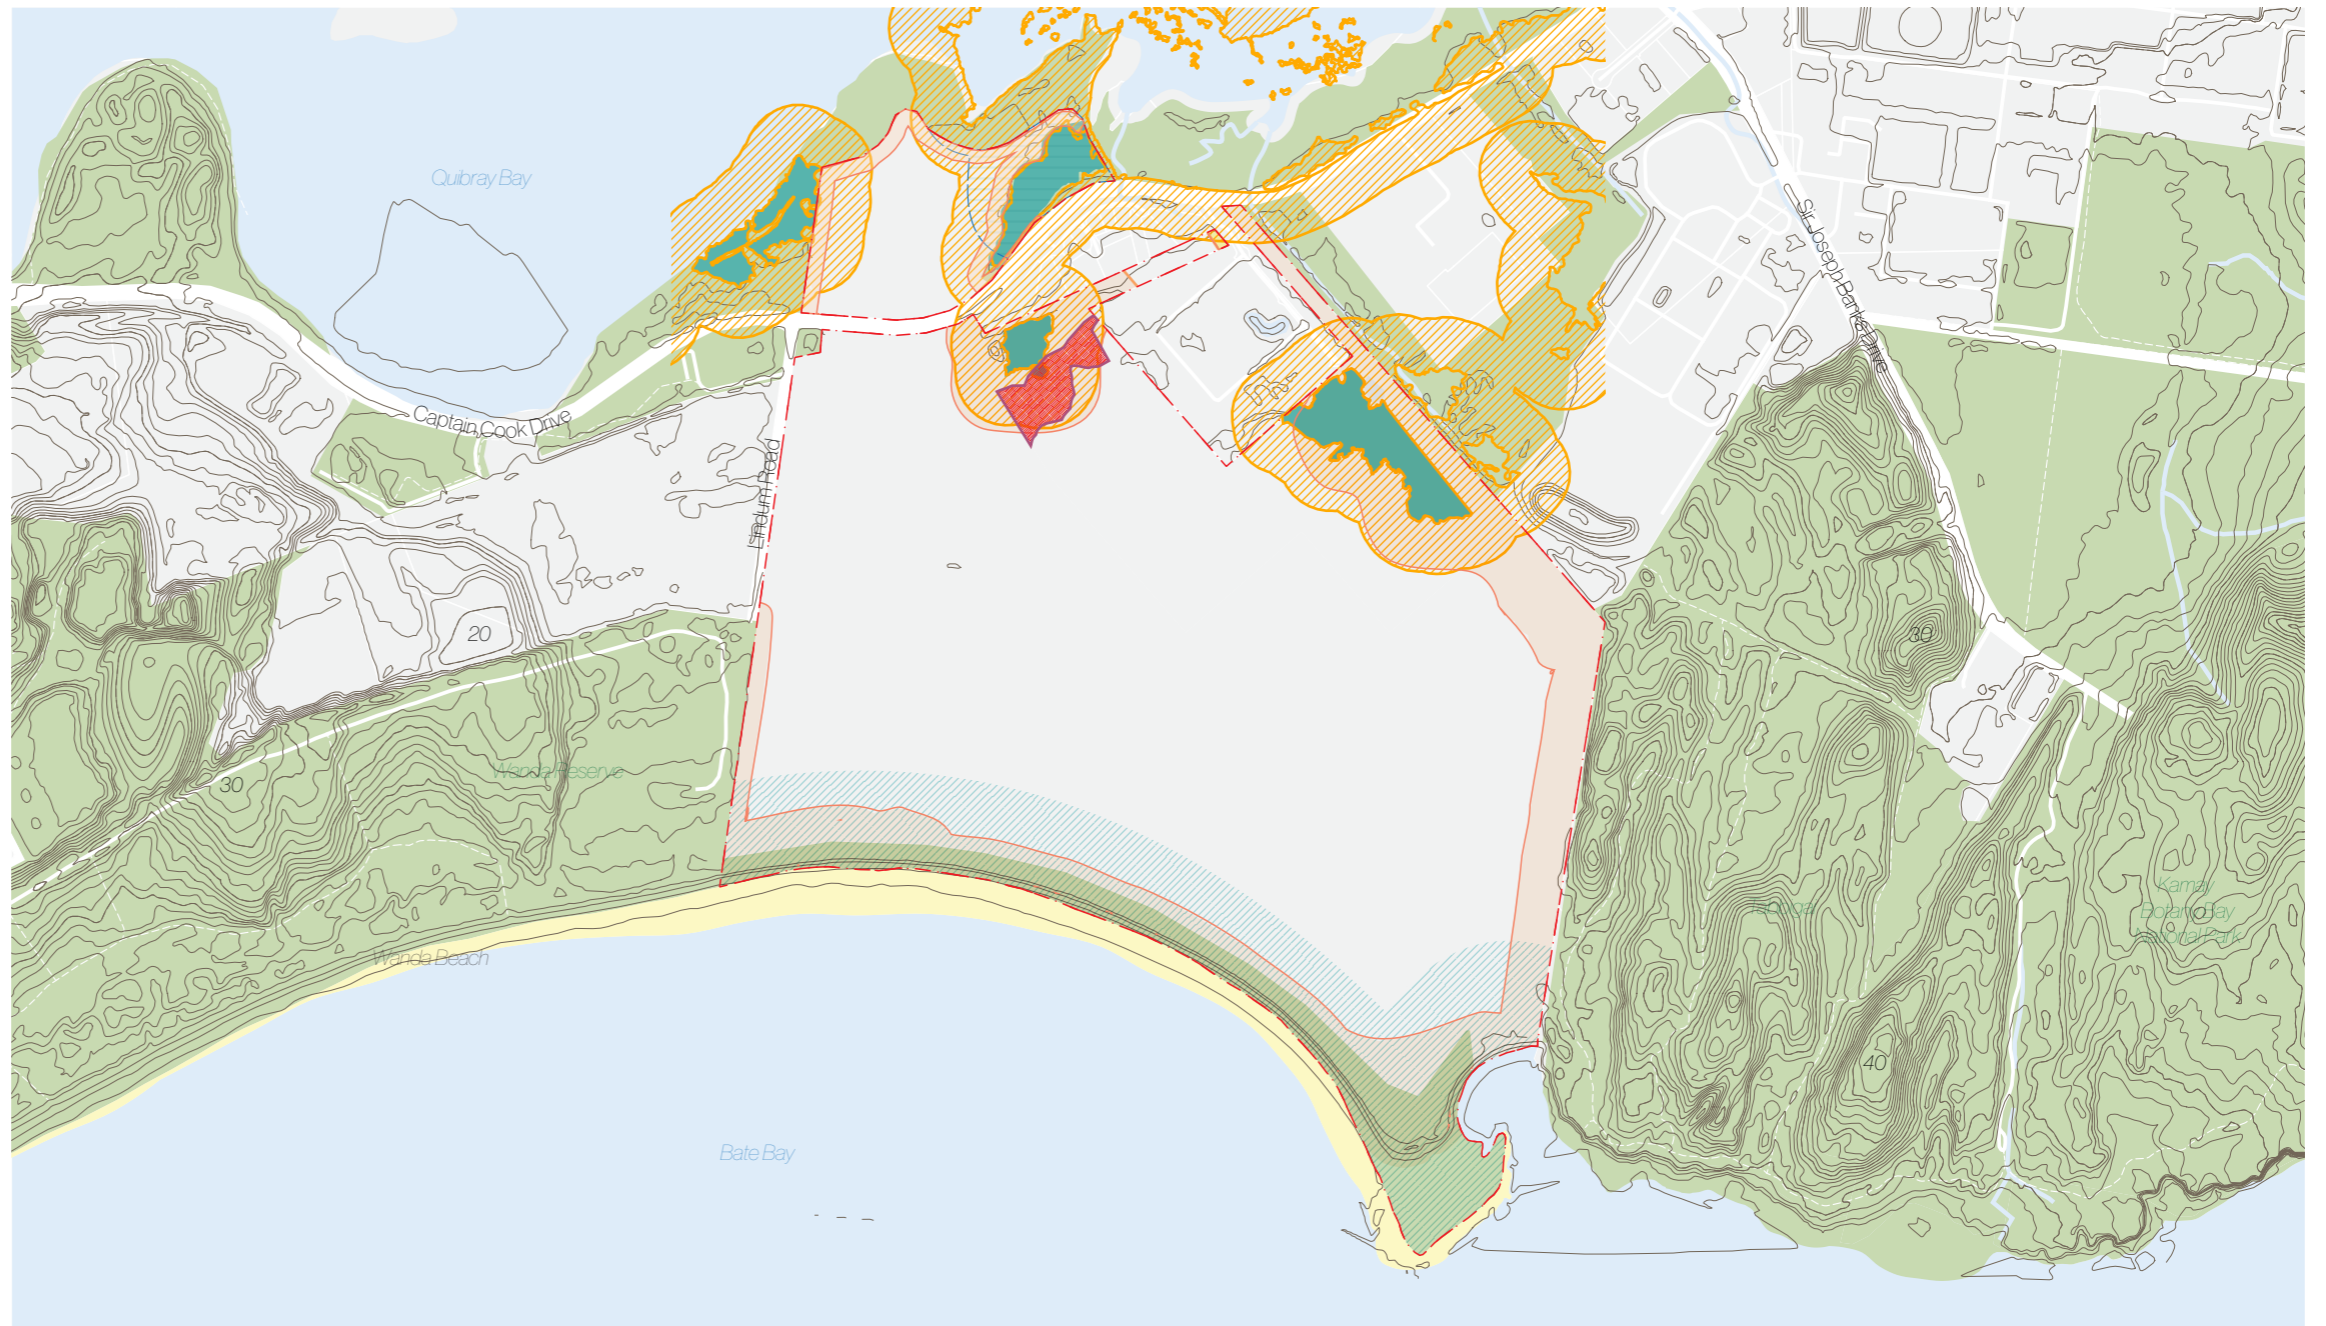 Quibray Bay
Sir Joseph Banks Drive
Captain Cook Drive
Lindum Road
20
30
Wanda Reserve
30
Kamay
Botany Bay
National Park
Wanda Beach
40
Bate Bay